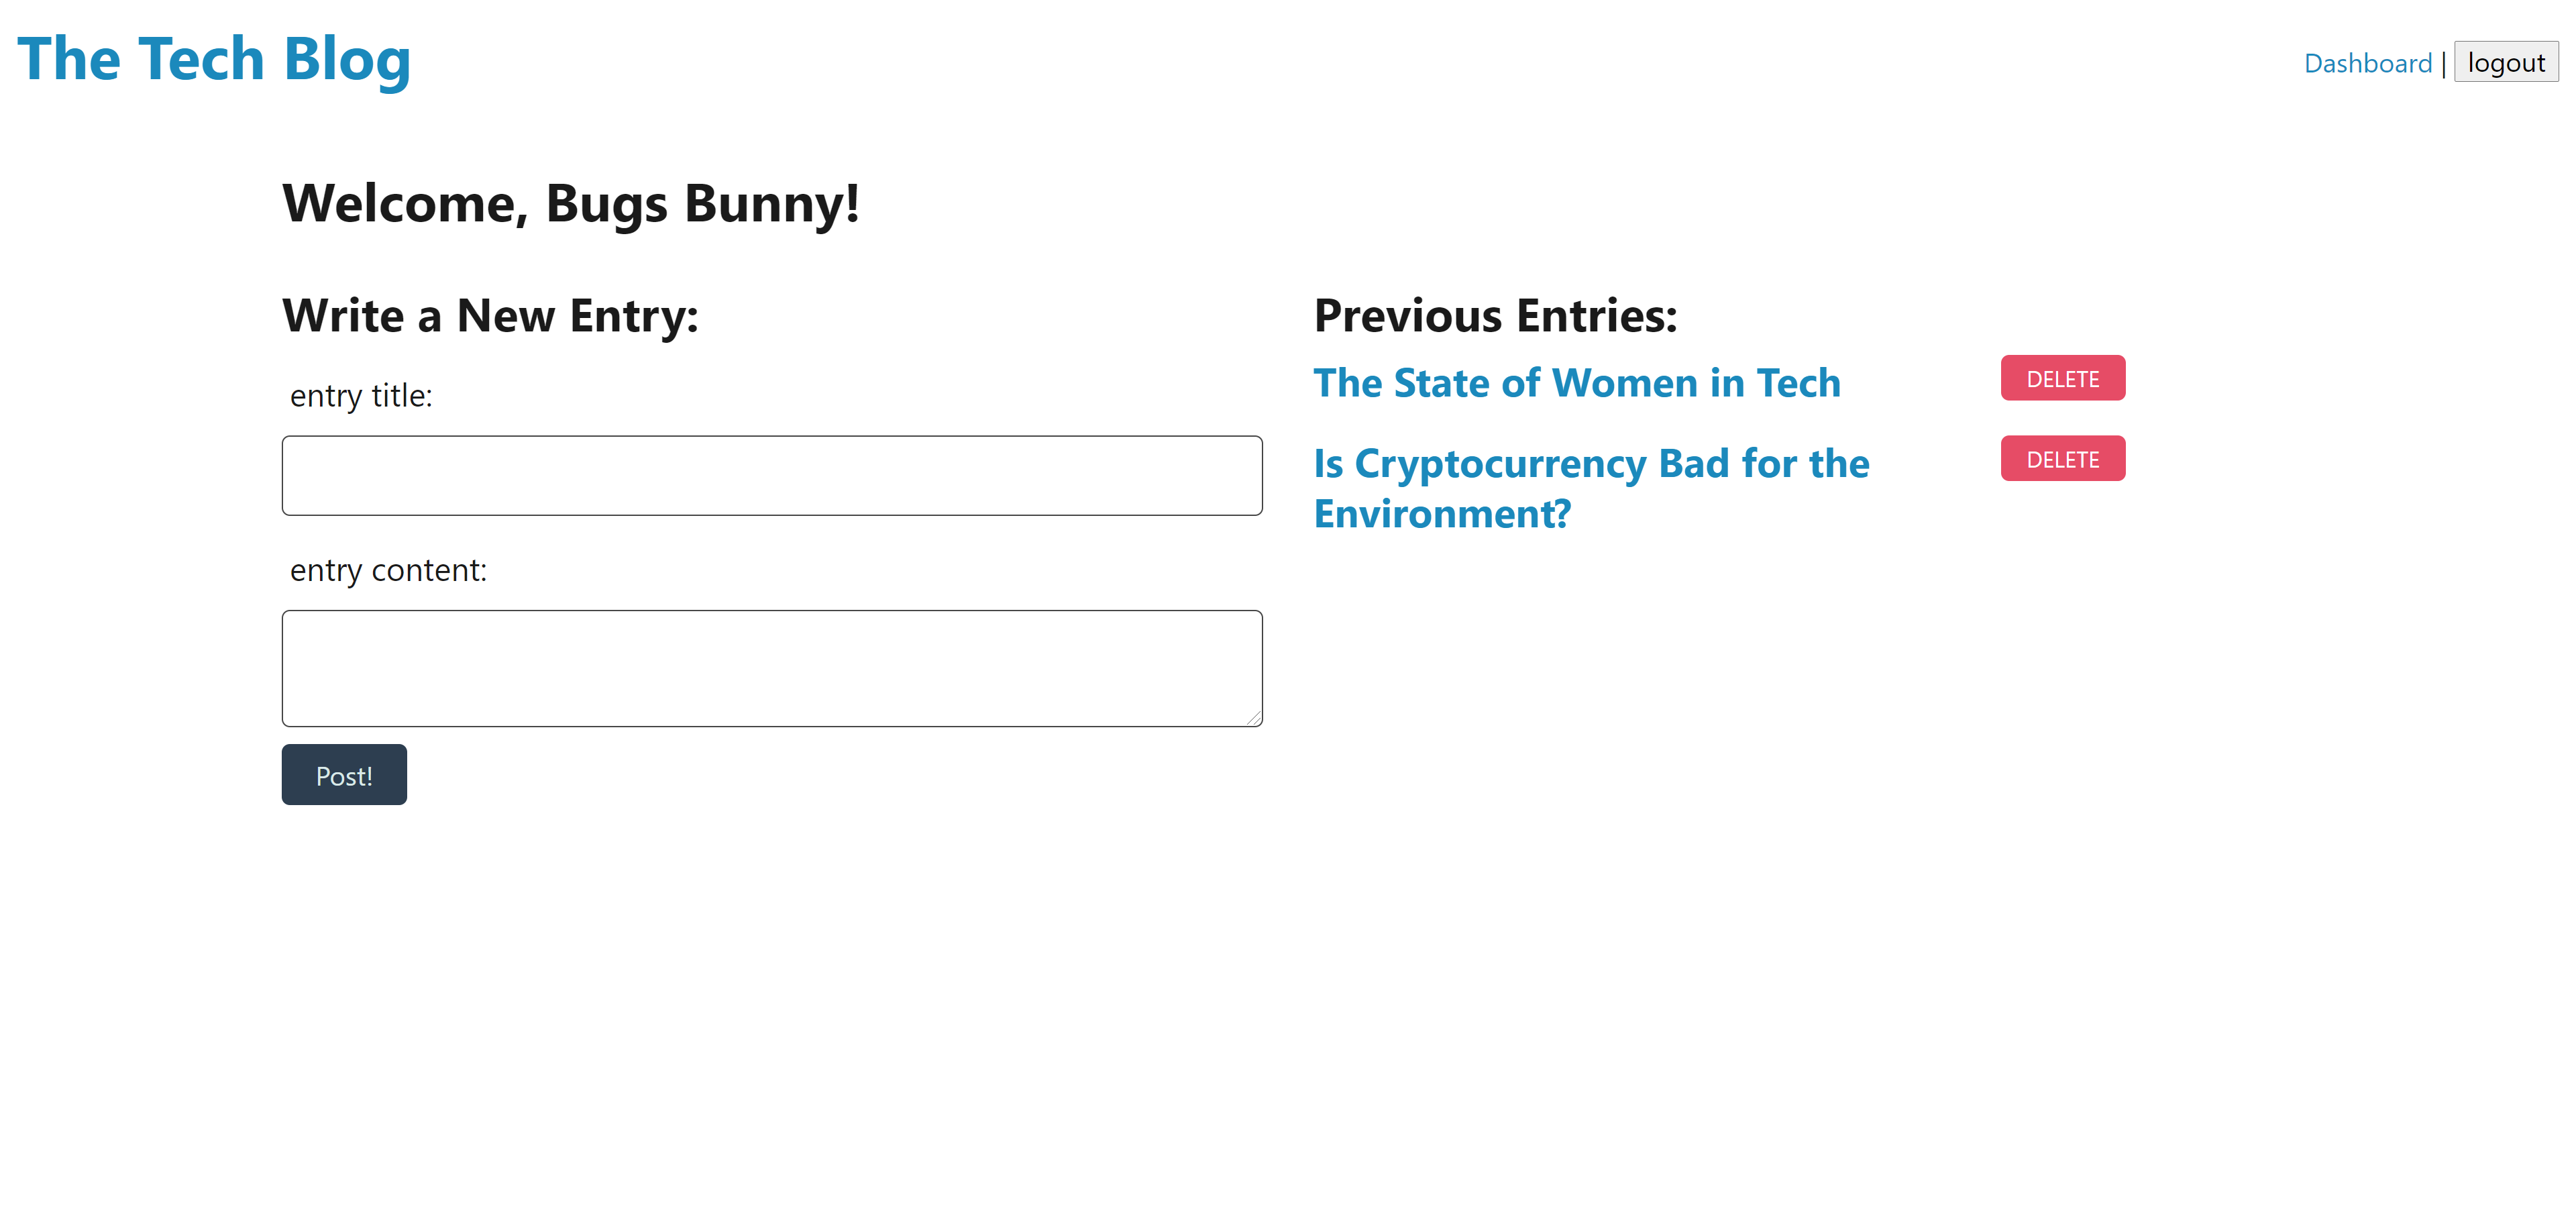 The Tech Blog
Dashboard | logout
Welcome, Bugs Bunny!
Write a New Entry:
entry title:
entry content:
Post!
Previous Entries:
The State of Women in Tech
DELETE
Is Cryptocurrency Bad for the
Environment?
DELETE